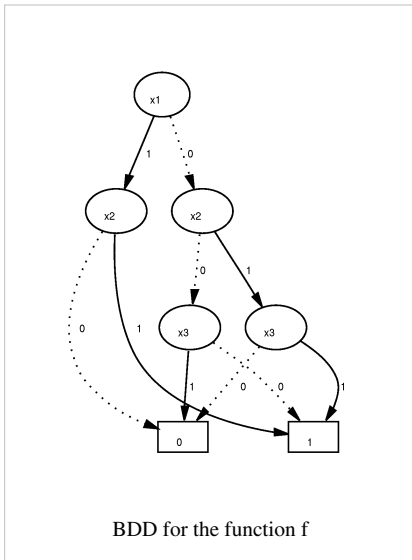 x1
1 0
x2 x2
0 1
x3 x3
0 1
1 0 0 1
0 1
BDD for the function f